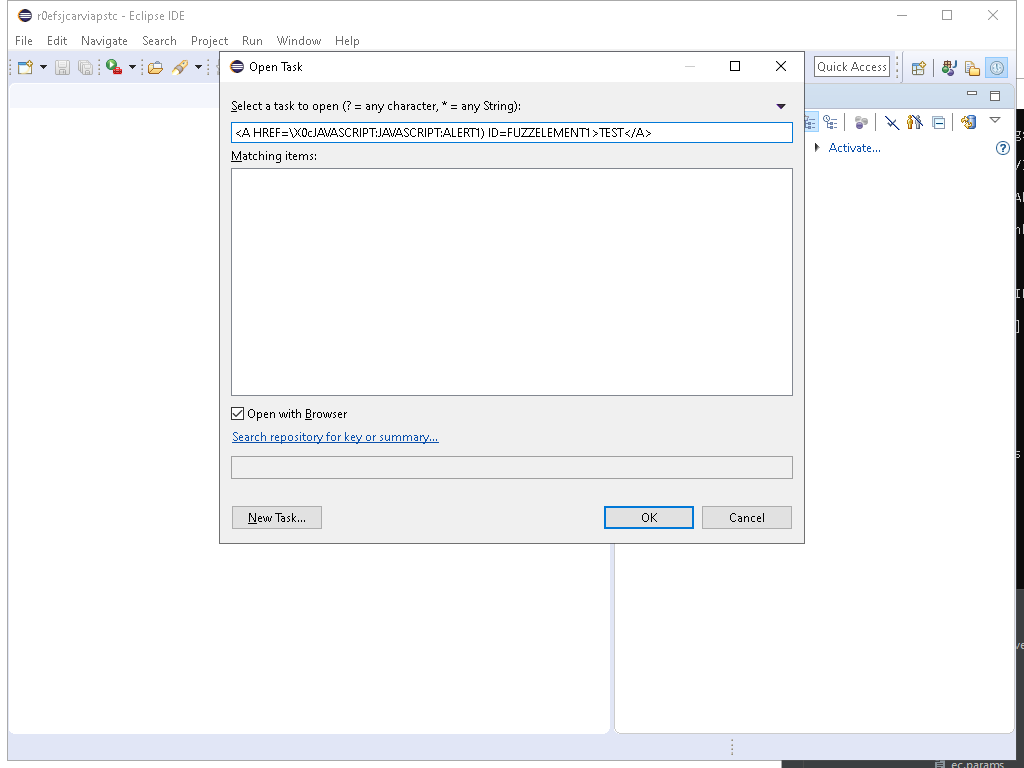 r0efsjcarviapstc - Eclipse IDE
File Edit Navigate Search Project Run Window Help
Open Task
Quick Access
Select a task to open (? = any character, * = any String):
<A HREF=\X0cJAVASCRIPT:JAVASCRIPT:ALERT1) ID=FUZZELEMENT1>TEST</A>
Matching items:
Activate...
Open with Browser
Search repository for key or summary...
New Task... OK Cancel
ec.params